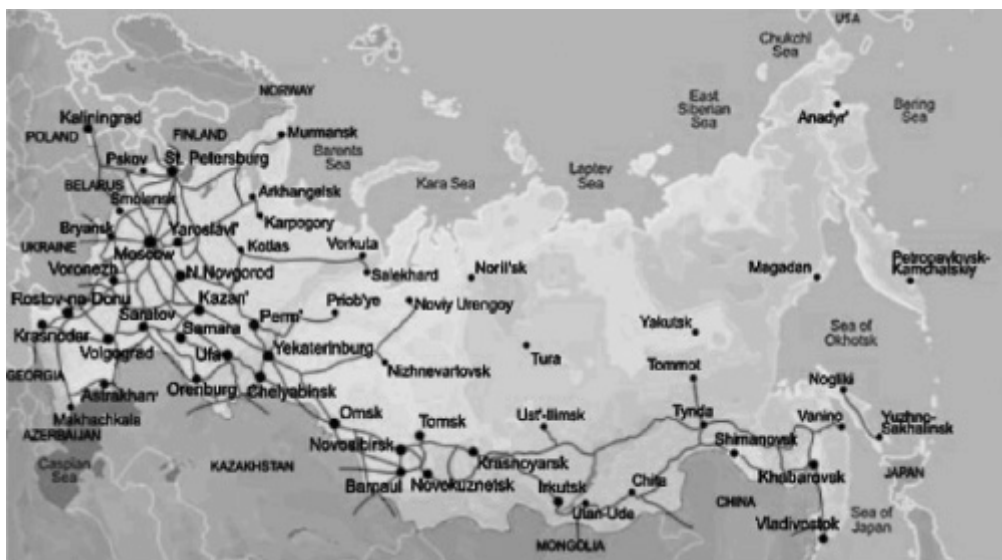 USA
Chukchi
Sea
NORWAY
East
Siberian
Sea
Anadyr'
Bering
Sea
Kaliningrad
POLAND
FINLAND
Murmansk
Barents
Sea
Pskov
St. Petersburg
Laptev
Sea
Kara Sea
BELARUS
Smolensk
Arkhangelsk
Karpogory
Bryansk
Yaroslavl'
UKRAINE
Moscow
Kotlas
Vorkuta
Salekhard
Noril'sk
Magadan
Petropavlovsk-
Kamchatskiy
Voronezh
N.Novgorod
Rostov-na-Donu
Kazan'
Priob'ye
Noviy Urengoy
Saratov
Samara
Perm'
Yakutsk
Sea of
Okhotsk
Krasnodar
Volgograd
Ufa
Yekaterinburg
Tura
Tommot
Nizhnevartovsk
GEORGIA
Astrakhan'
Orenburg
Chelyabinsk
Nogliki
Makhachkala
AZERBAIJAN
Omsk
Tomsk
Ust'-Ilimsk
Tynda
Vanino
Yuzhno-
Sakhalinsk
Novosibirsk
Shimanovsk
Caspian
Sea
KAZAKHSTAN
Krasnoyarsk
Khabarovsk
JAPAN
Barnaul
Novokuznetsk
Irkutsk
Chita
Ulan-Ude
CHINA
Sea of
Japan
Vladivostok
MONGOLIA